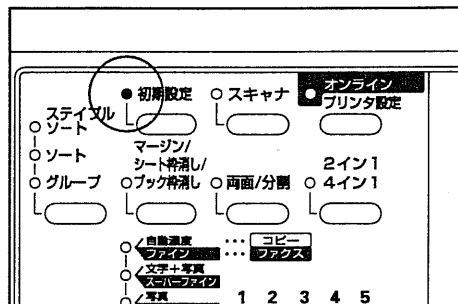 初期設定
スキャナ
オンライン
プリンタ設定
ステイプル
ソート
ソート
グループ
マージン/
シート枠消し/
ブック枠消し
両面/分割
2イン1
4イン1
自動濃度
ファイン
コピー
ファクス
文字+写真
スーパーファイン
写真
1 2 3 4 5